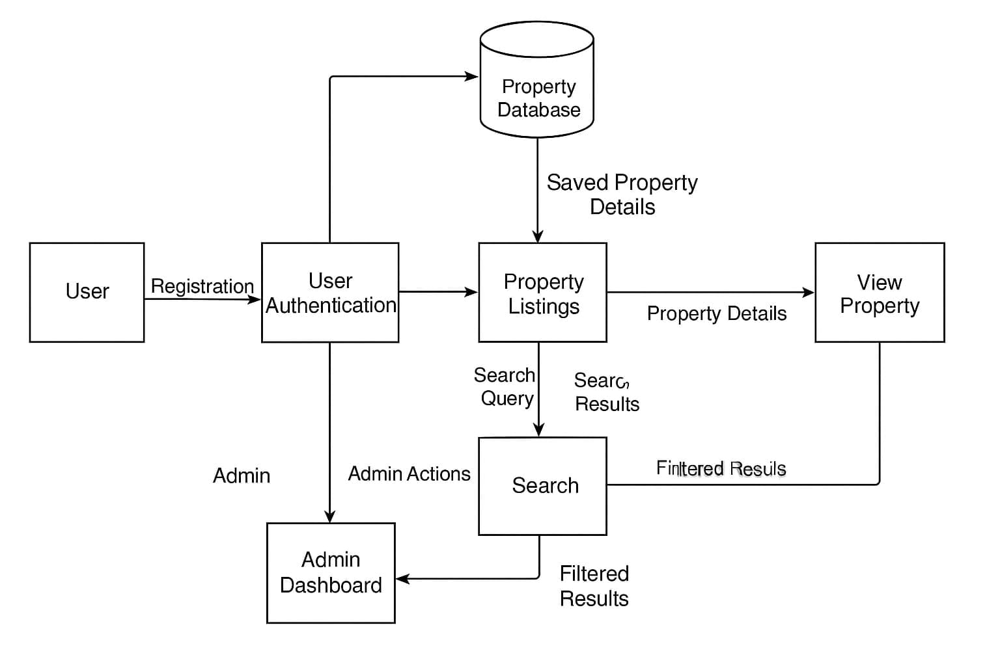 Property
Database
Saved Property
Details
User
Registration
User
Authentication
Property
Listings
Property Details
View
Property
Search
Query
Results
Admin
Admin Actions
Search
Admin
Dashboard
Filtered
Results